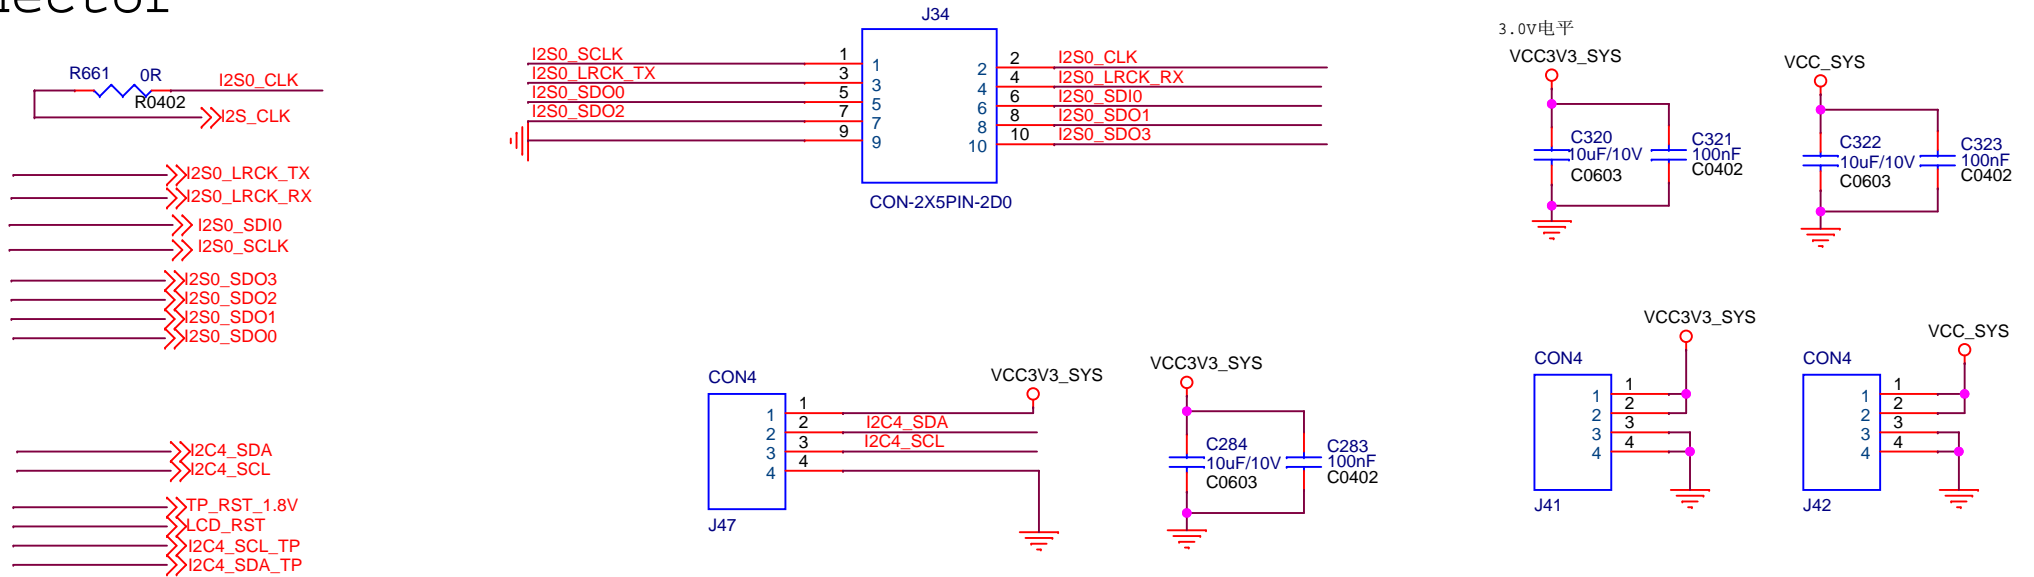 R661 0R I2S0_CLK
R0402
I2S_CLK
I2S0_LRCK_TX
I2S0_LRCK_RX
I2S0_SDI0
I2S0_SCLK
I2S0_SDO3
I2S0_SDO2
I2S0_SDO1
I2S0_SDO0
I2C4_SDA
I2C4_SCL
TP_RST_1.8V
LCD_RST
I2C4_SCL_TP
I2C4_SDA_TP
J34
I2S0_SCLK 1 1 2 2 I2S0_CLK
I2S0_LRCK_TX 3 3 4 4 I2S0_LRCK_RX
I2S0_SDO0 5 5 6 6 I2S0_SDI0
I2S0_SDO2 7 7 8 8 I2S0_SDO1
9 9 10 10 I2S0_SDO3
CON-2X5PIN-2D0
CON4
1 1 VCC3V3_SYS
2 2 I2C4_SDA
3 3 I2C4_SCL
4 4
J47
VCC3V3_SYS
C284
10uF/10V
C0603
C283
100nF
C0402
3.0V电平
VCC3V3_SYS
C320
10uF/10V
C0603
C321
100nF
C0402
VCC_SYS
C322
10uF/10V
C0603
C323
100nF
C0402
VCC3V3_SYS
CON4
1 1
2 2
3 3
4 4
J41
VCC_SYS
CON4
1 1
2 2
3 3
4 4
J42